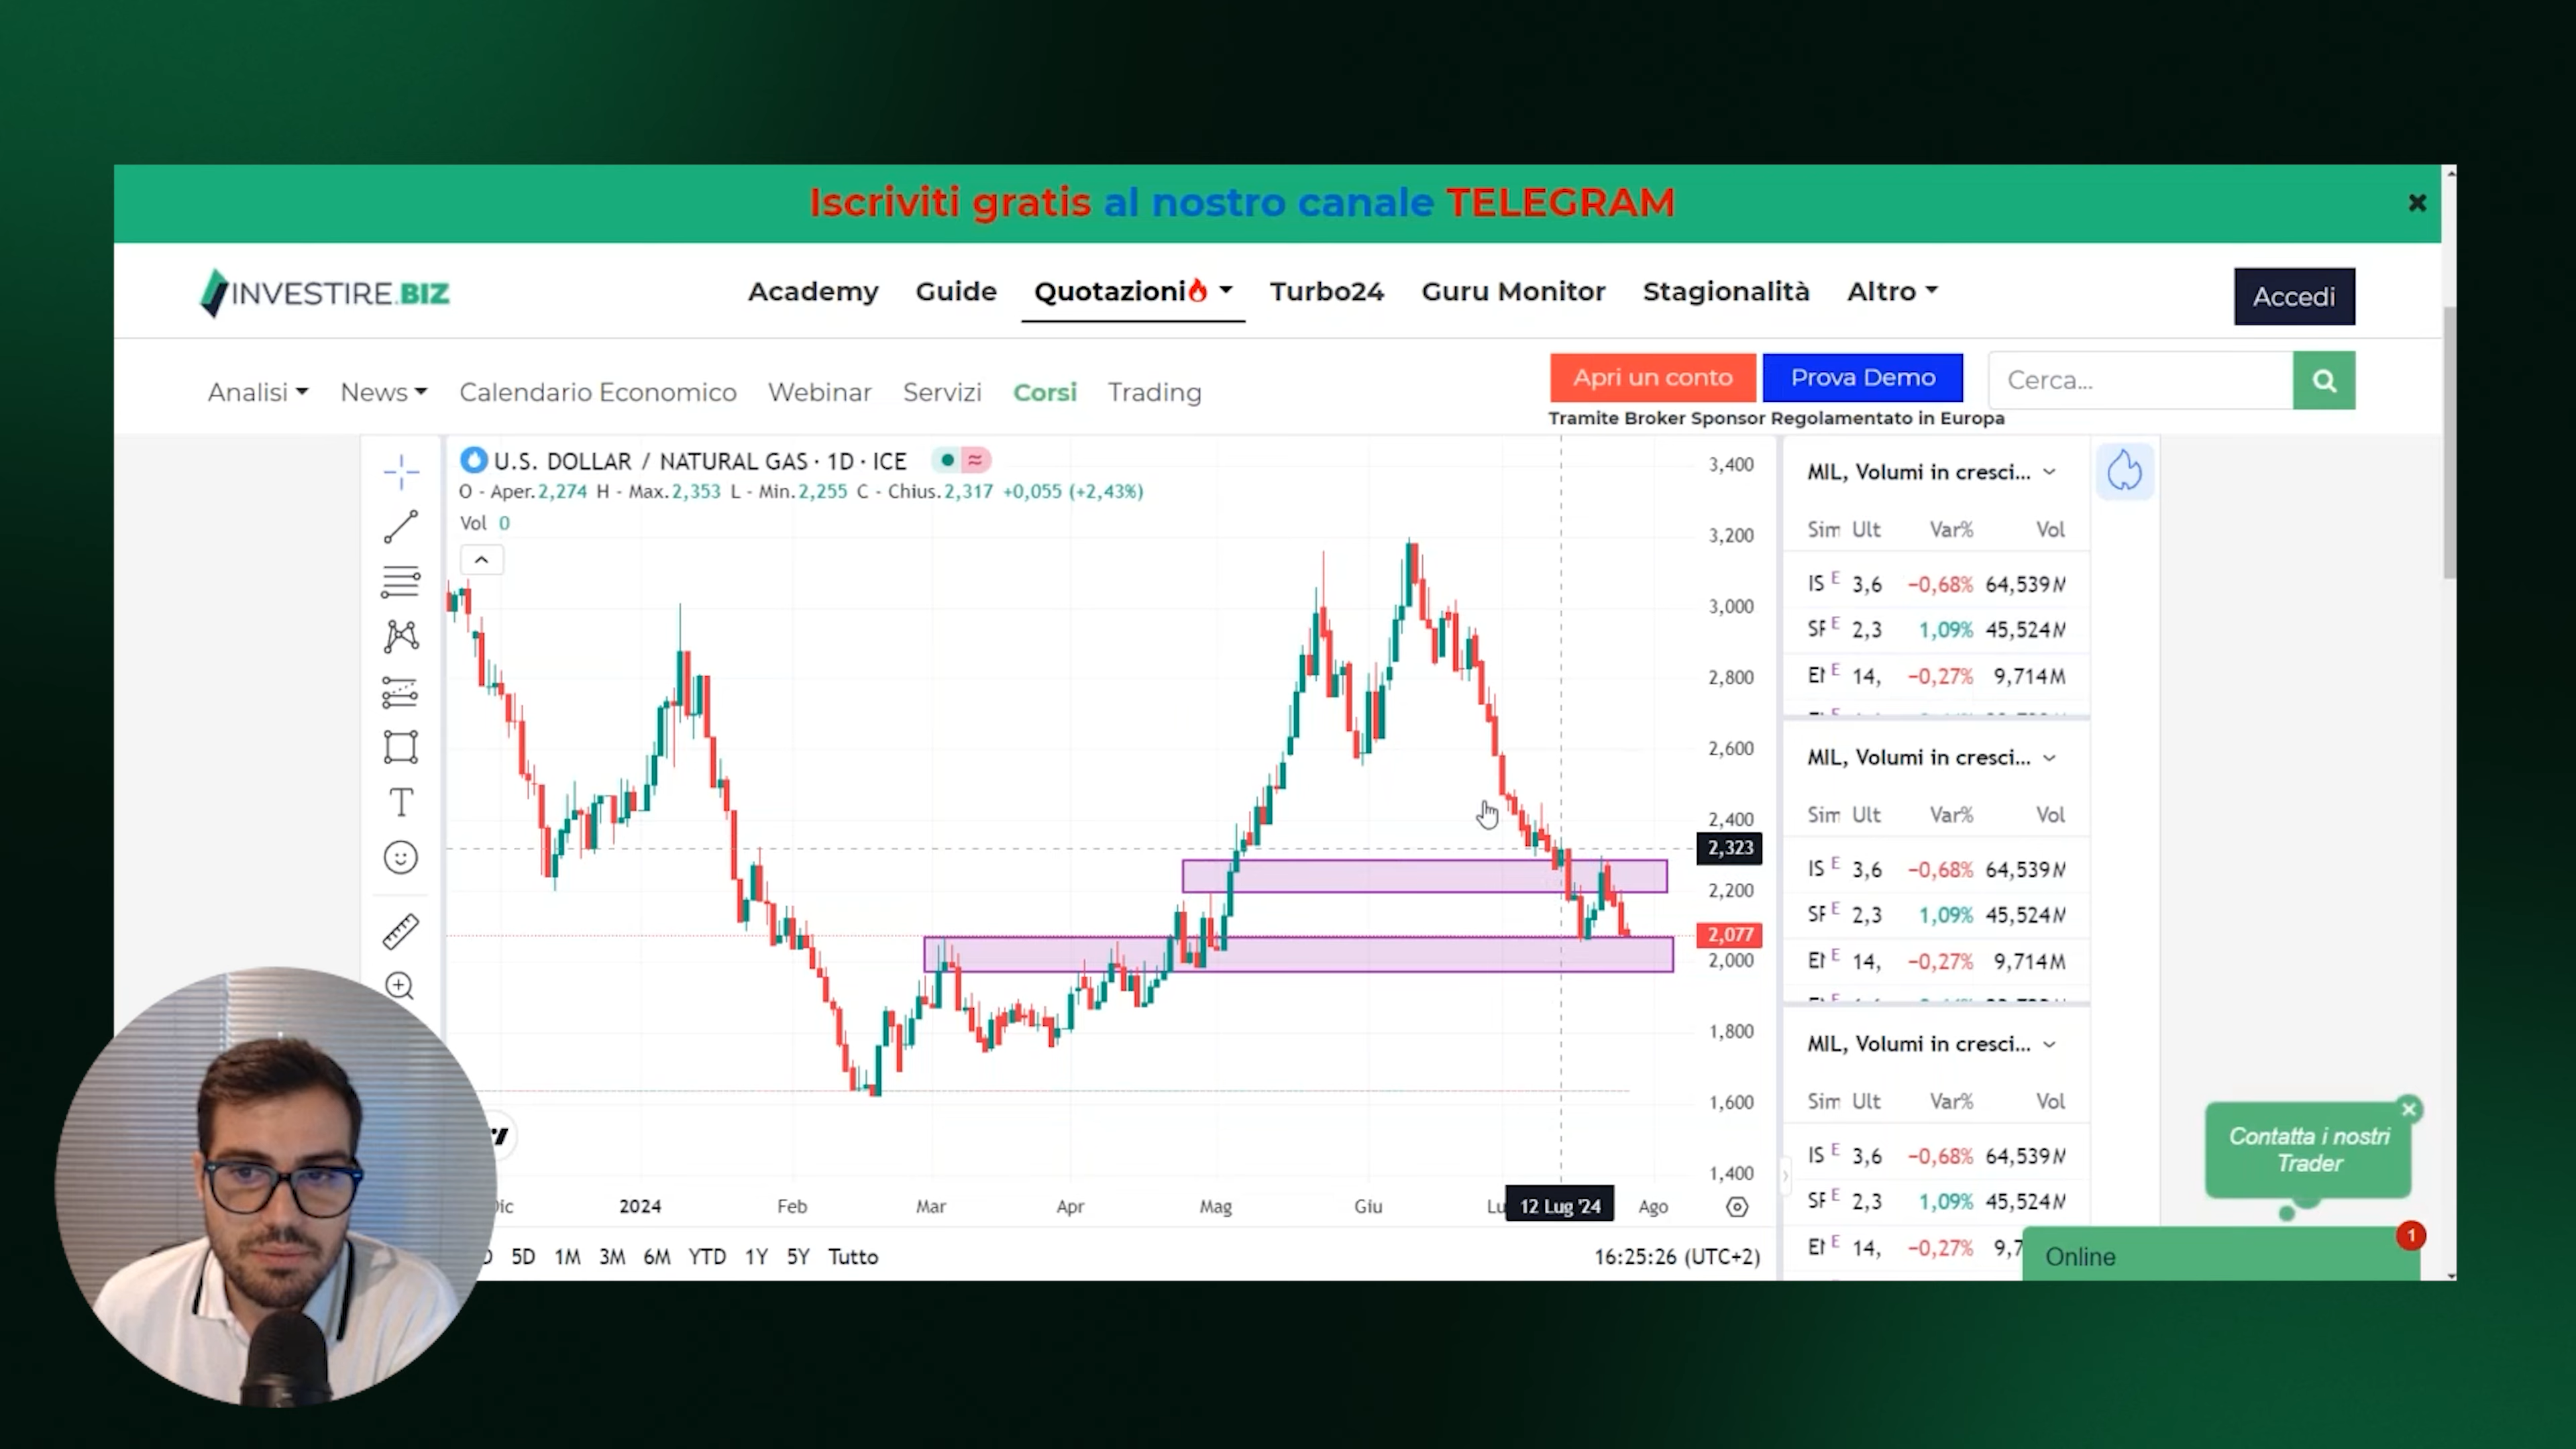 Iscriviti gratis al nostro canale TELEGRAM
INVESTIRE.BIZ
Academy Guide Quotazioni Turbo24 Guru Monitor Stagionalità Altro
Accedi
Analisi News Calendario Economico Webinar Servizi Corsi Trading
Apri un conto Prova Demo Cerca...
Tramite Broker Sponsor Regolamentato in Europa
U.S. DOLLAR / NATURAL GAS · 1D · ICE
O - Aper.2,274 H - Max.2,353 L - Min.2,255 C - Chius.2,317 +0,055 (+2,43%)
Vol 0
3,400
3,200
3,000
2,800
2,600
2,400
2,323
2,200
2,077
2,000
1,800
1,600
1,400
2024 Feb Mar Apr Mag Giu 12 Lug '24 Ago
5D 1M 3M 6M YTD 1Y 5Y Tutto
16:25:26 (UTC+2)
MIL, Volumi in cresci...
Sim Ult Var% Vol
IS E 3,6 −0,68% 64,539M
SF E 2,3 1,09% 45,524M
E 14, −0,27% 9,714M
MIL, Volumi in cresci...
Sim Ult Var% Vol
IS E 3,6 −0,68% 64,539M
SF E 2,3 1,09% 45,524M
E 14, −0,27% 9,714M
MIL, Volumi in cresci...
Sim Ult Var% Vol
IS E 3,6 −0,68% 64,539M
SF E 2,3 1,09% 45,524M
E 14, −0,27% 9,7
Contatta i nostri
Trader
Online
1